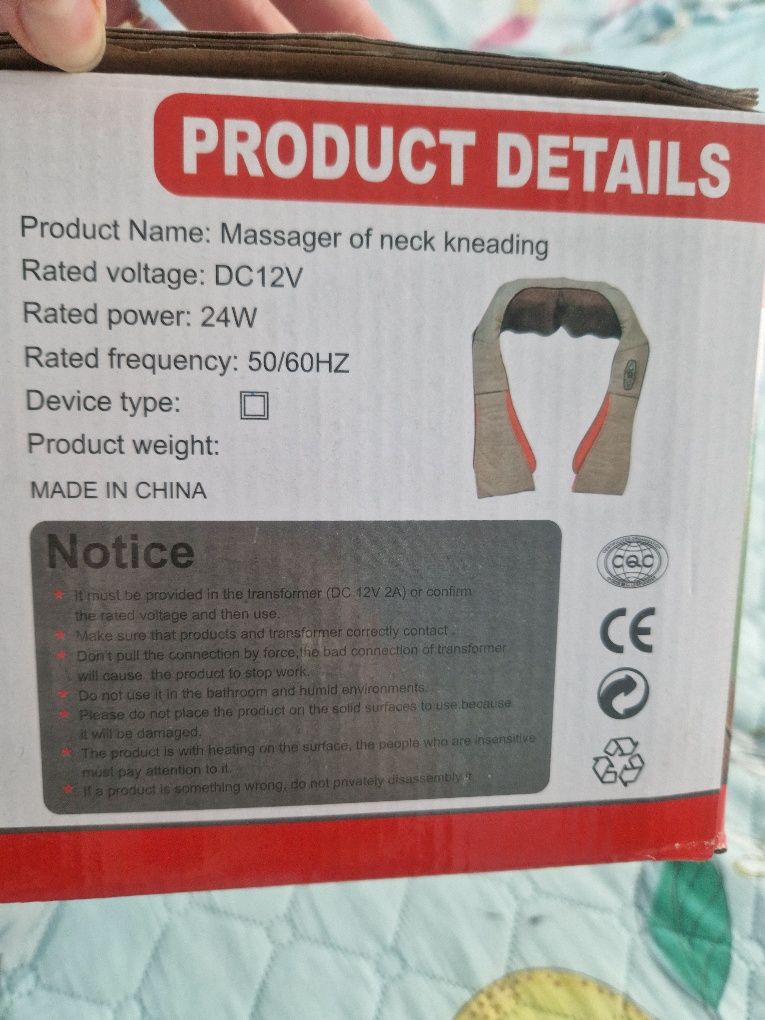 PRODUCT DETAILS
Product Name: Massager of neck kneading
Rated voltage: DC12V
Rated power: 24W
Rated frequency: 50/60HZ
Device type:
Product weight:
MADE IN CHINA
Notice
It must be provided in the transformer (DC 12V 2A) or confirm
the rated voltage and then use.
Make sure that products and transformer correctly contact .
Don't pull the connection by force,the bad connection of transformer
will cause the product to stop work.
Do not use it in the bathroom and humid environments.
Please do not place the product on the solid surfaces to use,because
it will be damaged.
The product is with heating on the surface, the people who are insensitive
must pay attention to it.
If a product is something wrong, do not privately disassembly it.
CQC
CE